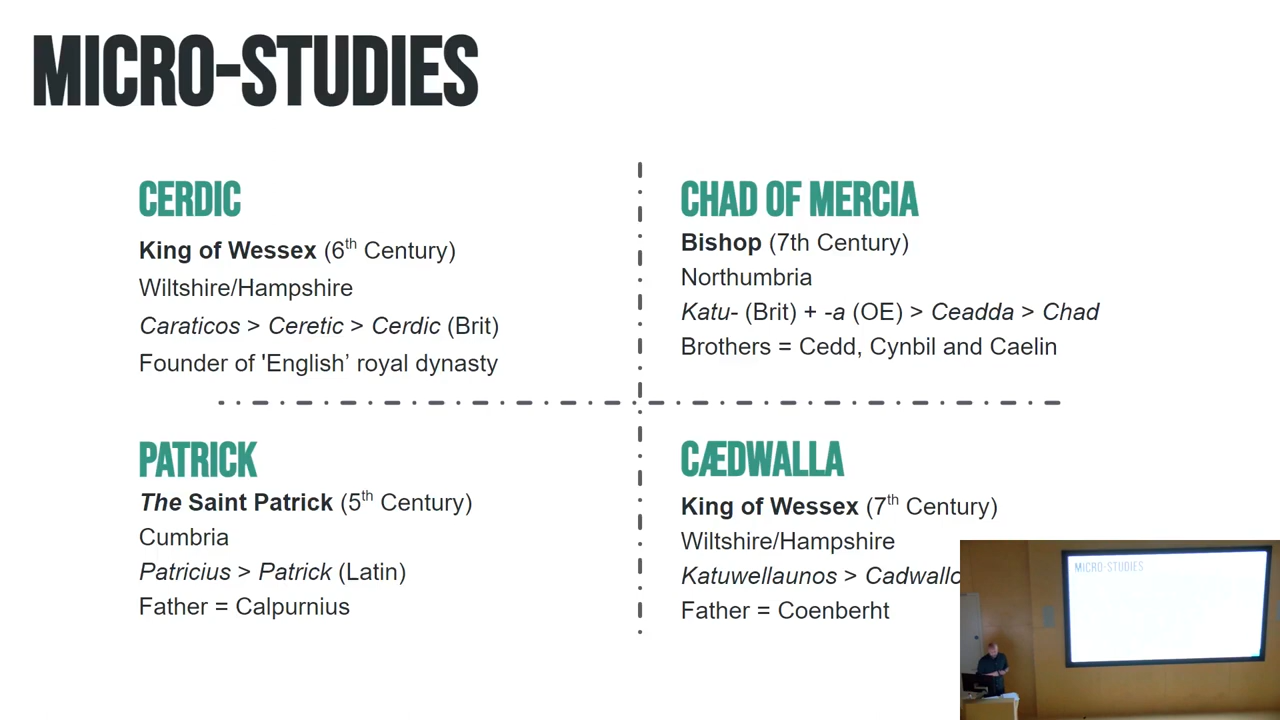 MICRO-STUDIES
CERDIC
King of Wessex (6th Century)
Wiltshire/Hampshire
Caraticos > Ceretic > Cerdic (Brit)
Founder of 'English’ royal dynasty
CHAD OF MERCIA
Bishop (7th Century)
Northumbria
Katu- (Brit) + -a (OE) > Ceadda > Chad
Brothers = Cedd, Cynbil and Caelin
PATRICK
The Saint Patrick (5th Century)
Cumbria
Patricius > Patrick (Latin)
Father = Calpurnius
CÆDWALLA
King of Wessex (7th Century)
Wiltshire/Hampshire
Katuwellaunos >
Father = Coenberht
MICRO-STUDIES